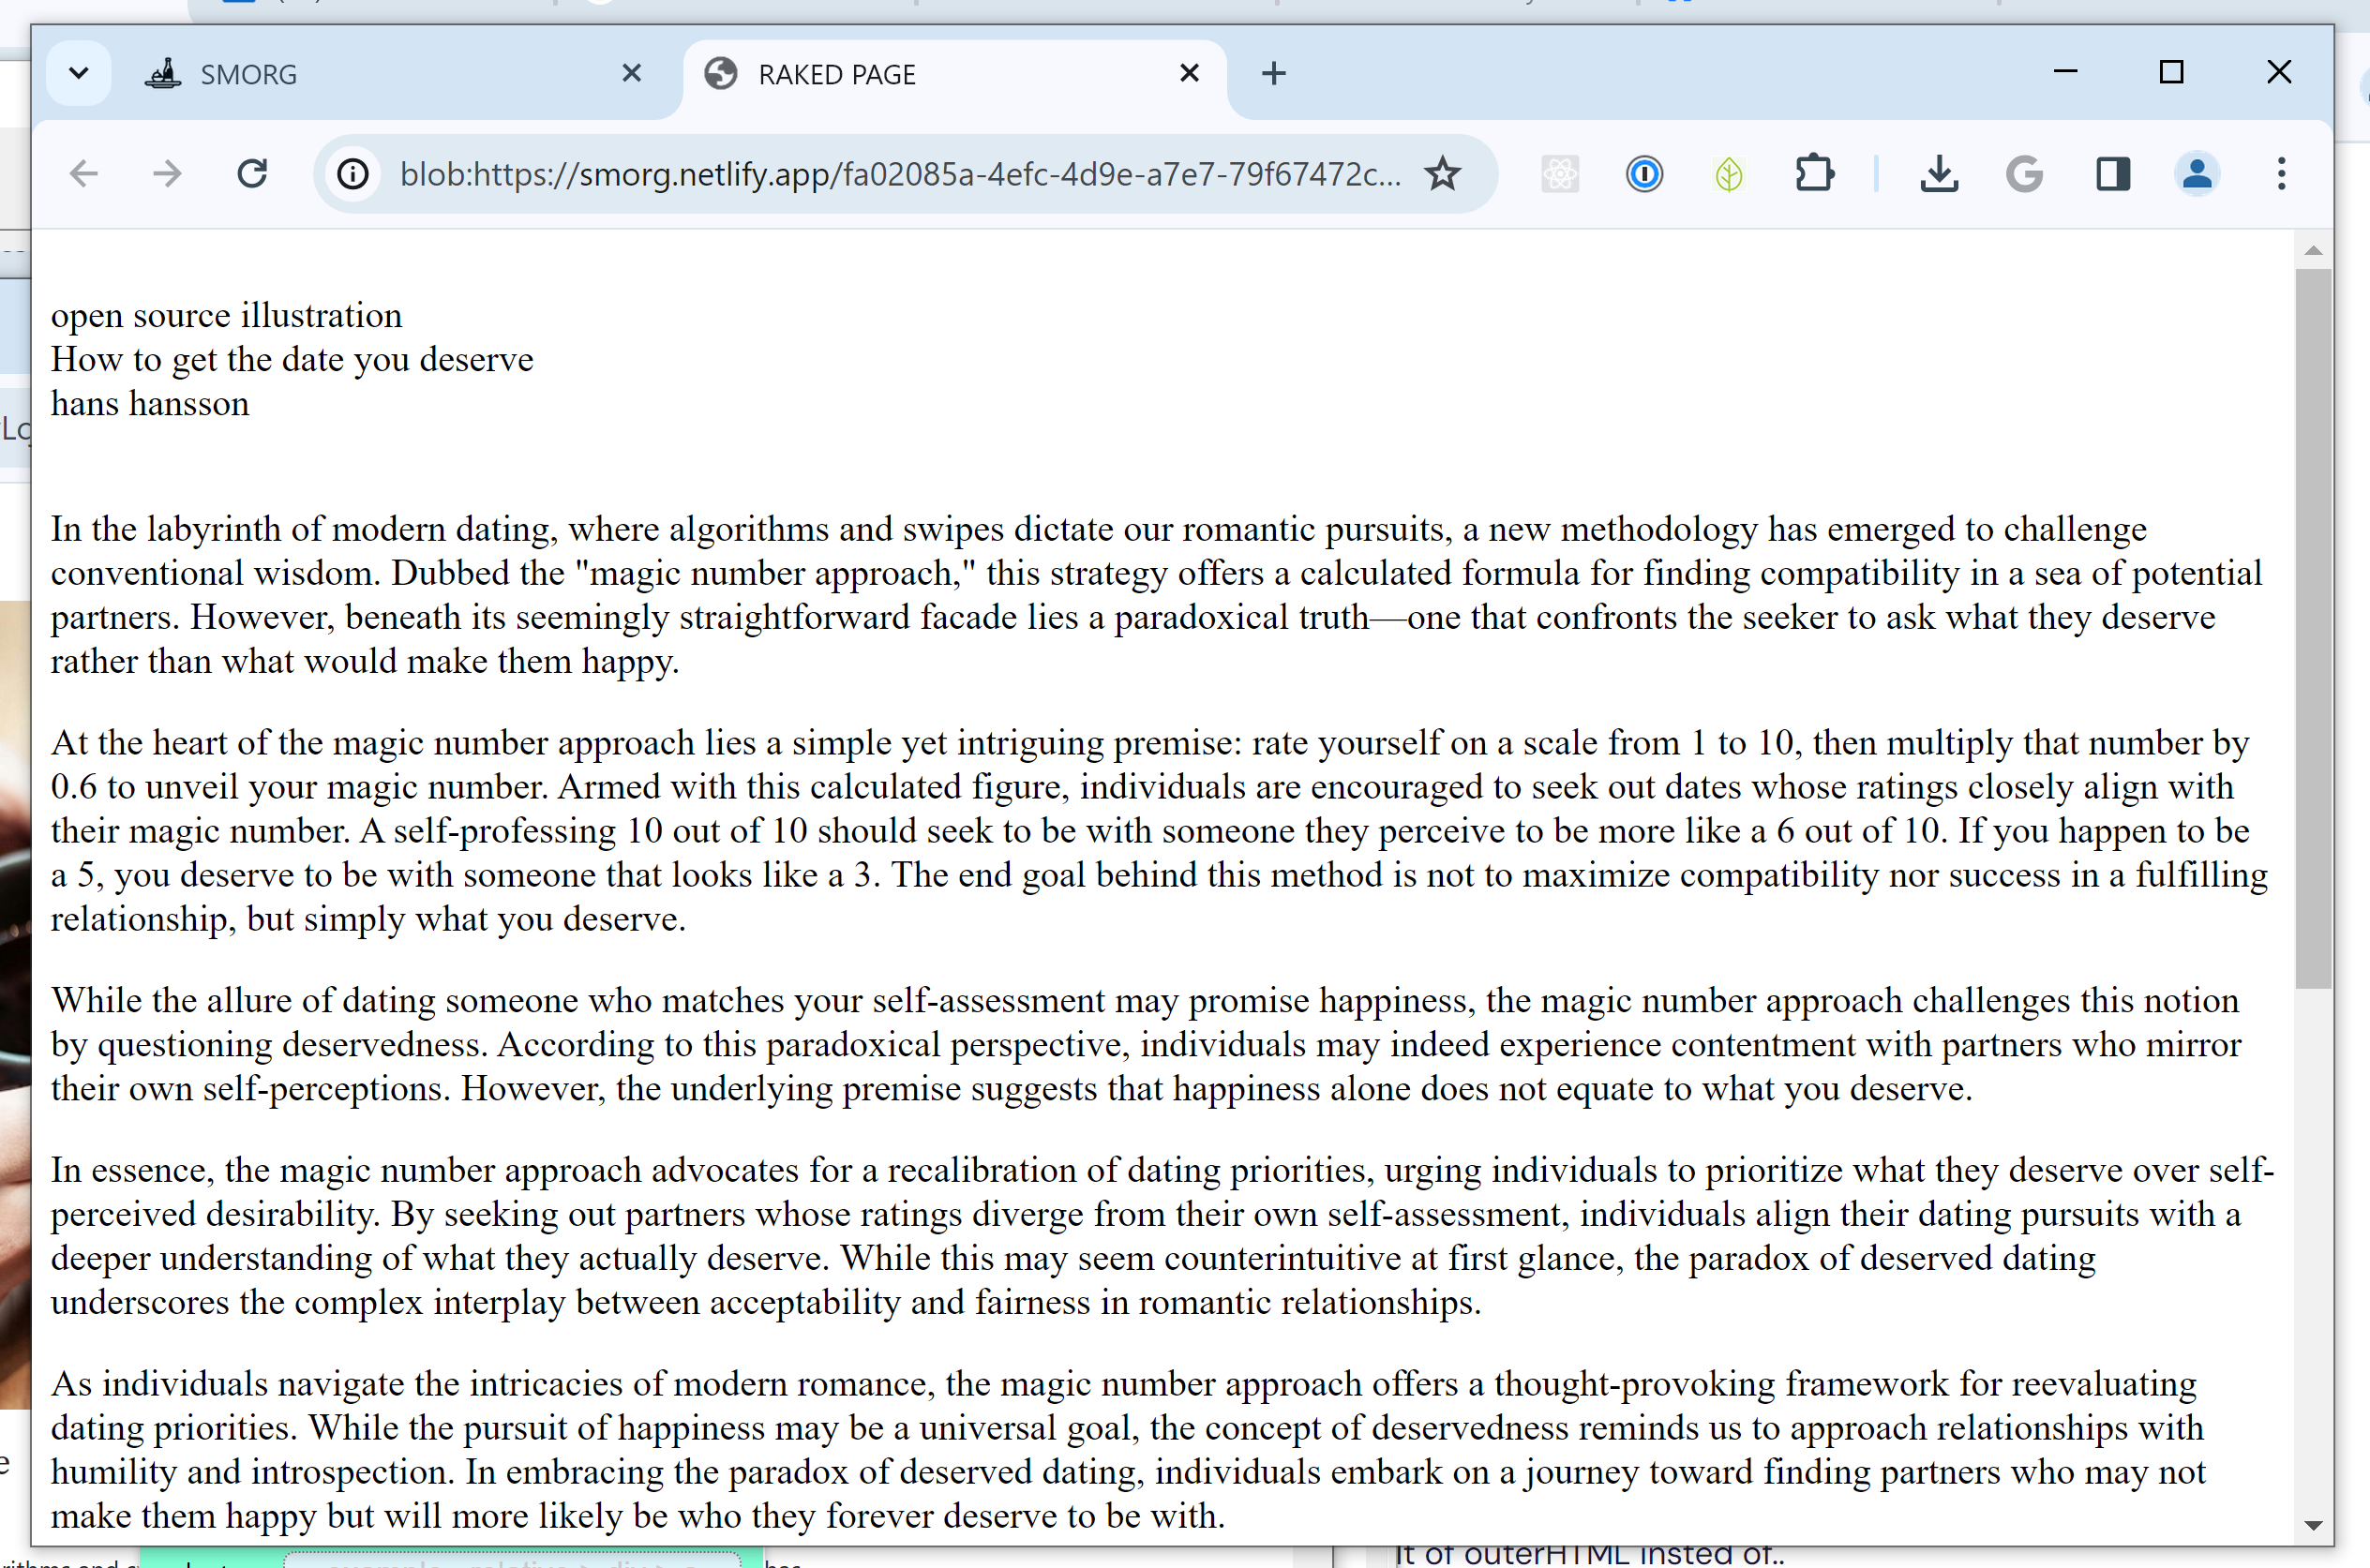 SMORG
RAKED PAGE
blob:https://smorg.netlify.app/fa02085a-4efc-4d9e-a7e7-79f67472c...
open source illustration
How to get the date you deserve
hans hansson
In the labyrinth of modern dating, where algorithms and swipes dictate our romantic pursuits, a new methodology has emerged to challenge
conventional wisdom. Dubbed the "magic number approach," this strategy offers a calculated formula for finding compatibility in a sea of potential
partners. However, beneath its seemingly straightforward facade lies a paradoxical truth—one that confronts the seeker to ask what they deserve
rather than what would make them happy.
At the heart of the magic number approach lies a simple yet intriguing premise: rate yourself on a scale from 1 to 10, then multiply that number by
0.6 to unveil your magic number. Armed with this calculated figure, individuals are encouraged to seek out dates whose ratings closely align with
their magic number. A self-professing 10 out of 10 should seek to be with someone they perceive to be more like a 6 out of 10. If you happen to be
a 5, you deserve to be with someone that looks like a 3. The end goal behind this method is not to maximize compatibility nor success in a fulfilling
relationship, but simply what you deserve.
While the allure of dating someone who matches your self-assessment may promise happiness, the magic number approach challenges this notion
by questioning deservedness. According to this paradoxical perspective, individuals may indeed experience contentment with partners who mirror
their own self-perceptions. However, the underlying premise suggests that happiness alone does not equate to what you deserve.
In essence, the magic number approach advocates for a recalibration of dating priorities, urging individuals to prioritize what they deserve over self-
perceived desirability. By seeking out partners whose ratings diverge from their own self-assessment, individuals align their dating pursuits with a
deeper understanding of what they actually deserve. While this may seem counterintuitive at first glance, the paradox of deserved dating
underscores the complex interplay between acceptability and fairness in romantic relationships.
As individuals navigate the intricacies of modern romance, the magic number approach offers a thought-provoking framework for reevaluating
dating priorities. While the pursuit of happiness may be a universal goal, the concept of deservedness reminds us to approach relationships with
humility and introspection. In embracing the paradox of deserved dating, individuals embark on a journey toward finding partners who may not
make them happy but will more likely be who they forever deserve to be with.
it of outerHTML insted of..